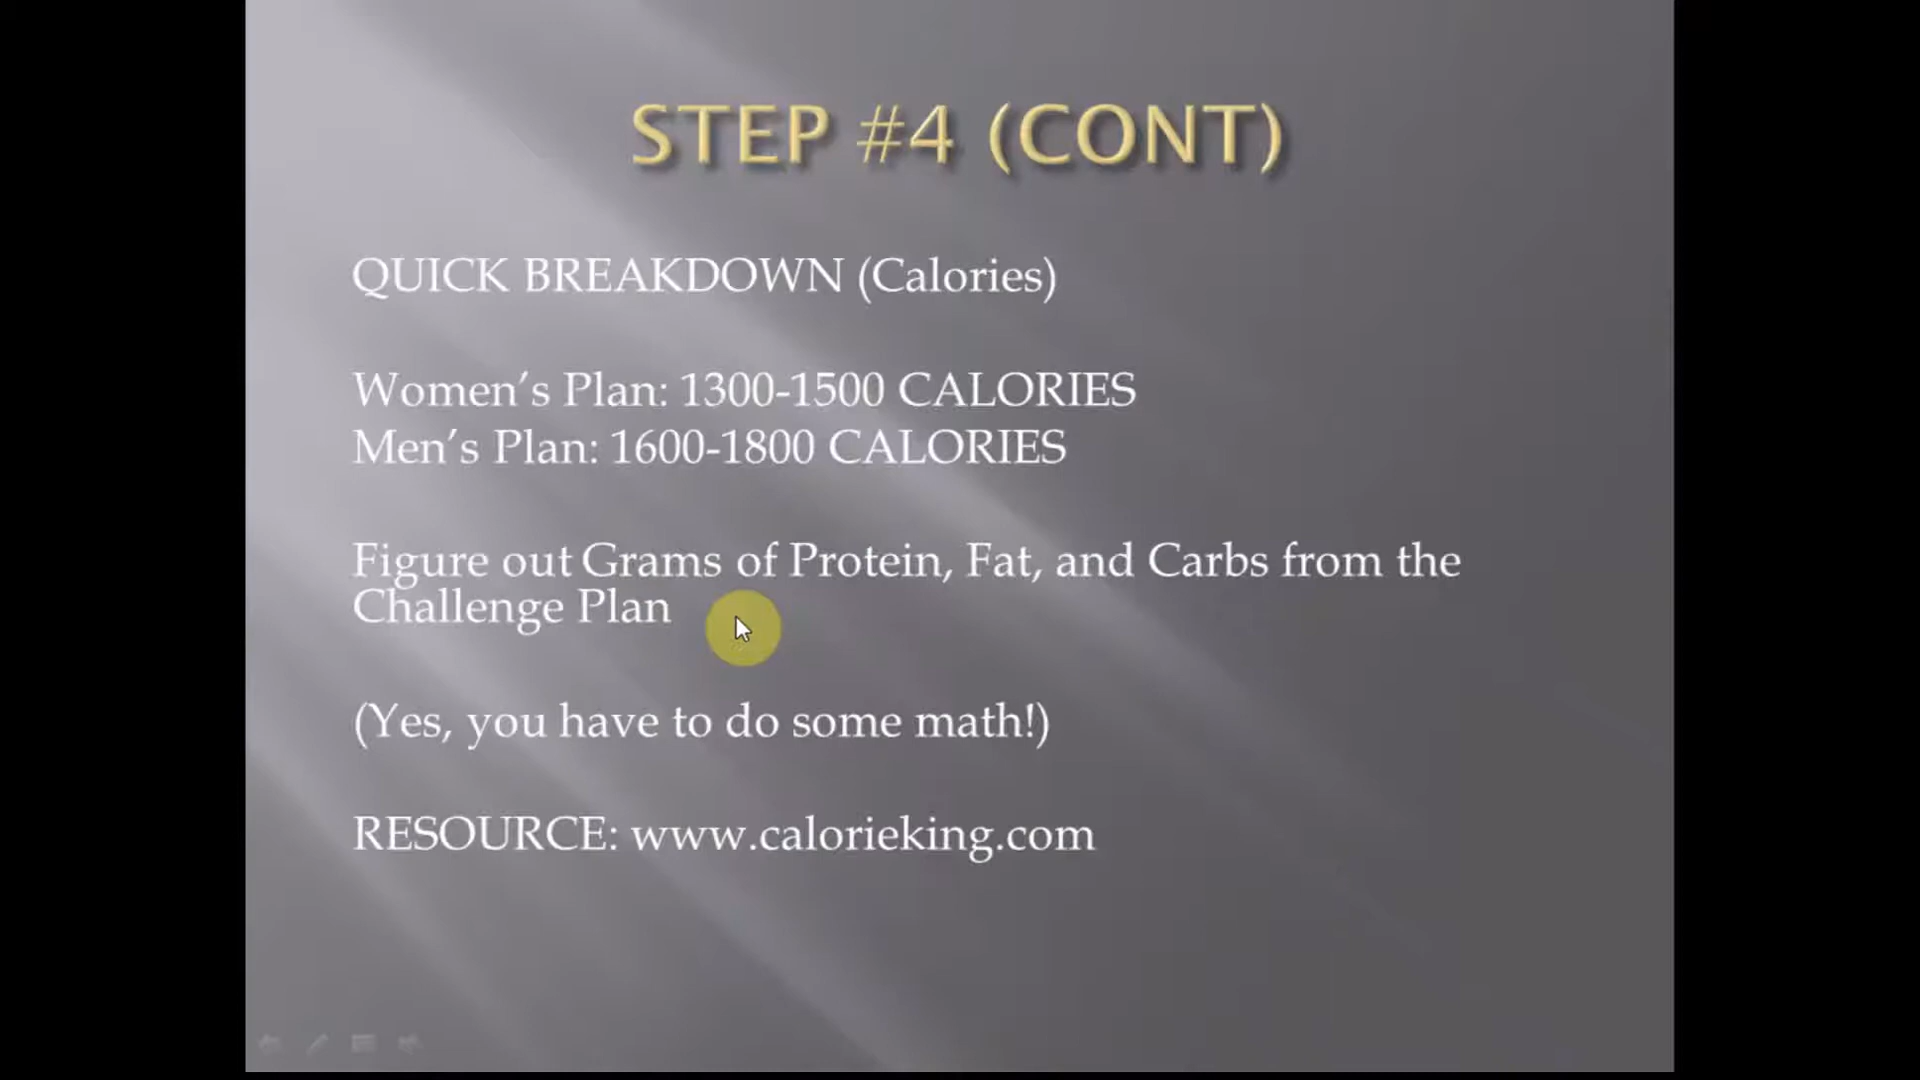 STEP #4 (CONT)
QUICK BREAKDOWN (Calories)
Women’s Plan: 1300-1500 CALORIES
Men’s Plan: 1600-1800 CALORIES
Figure out Grams of Protein, Fat, and Carbs from the
Challenge Plan
(Yes, you have to do some math!)
RESOURCE: www.calorieking.com